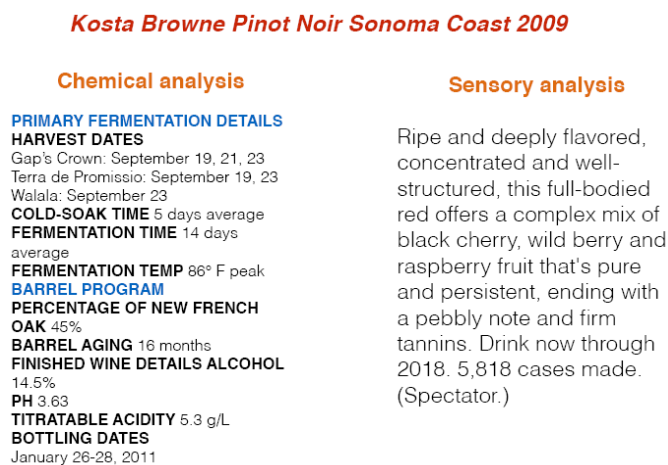 Kosta Browne Pinot Noir Sonoma Coast 2009
Chemical analysis
PRIMARY FERMENTATION DETAILS
HARVEST DATES
Gap's Crown: September 19, 21, 23
Terra de Promissio: September 19, 23
Walala: September 23
COLD-SOAK TIME 5 days average
FERMENTATION TIME 14 days
average
FERMENTATION TEMP 86º F peak
BARREL PROGRAM
PERCENTAGE OF NEW FRENCH
OAK 45%
BARREL AGING 16 months
FINISHED WINE DETAILS ALCOHOL
14.5%
PH 3.63
TITRATABLE ACIDITY 5.3 g/L
BOTTLING DATES
January 26-28, 2011
Sensory analysis
Ripe and deeply flavored,
concentrated and well-
structured, this full-bodied
red offers a complex mix of
black cherry, wild berry and
raspberry fruit that's pure
and persistent, ending with
a pebbly note and firm
tannins. Drink now through
2018. 5,818 cases made.
(Spectator.)